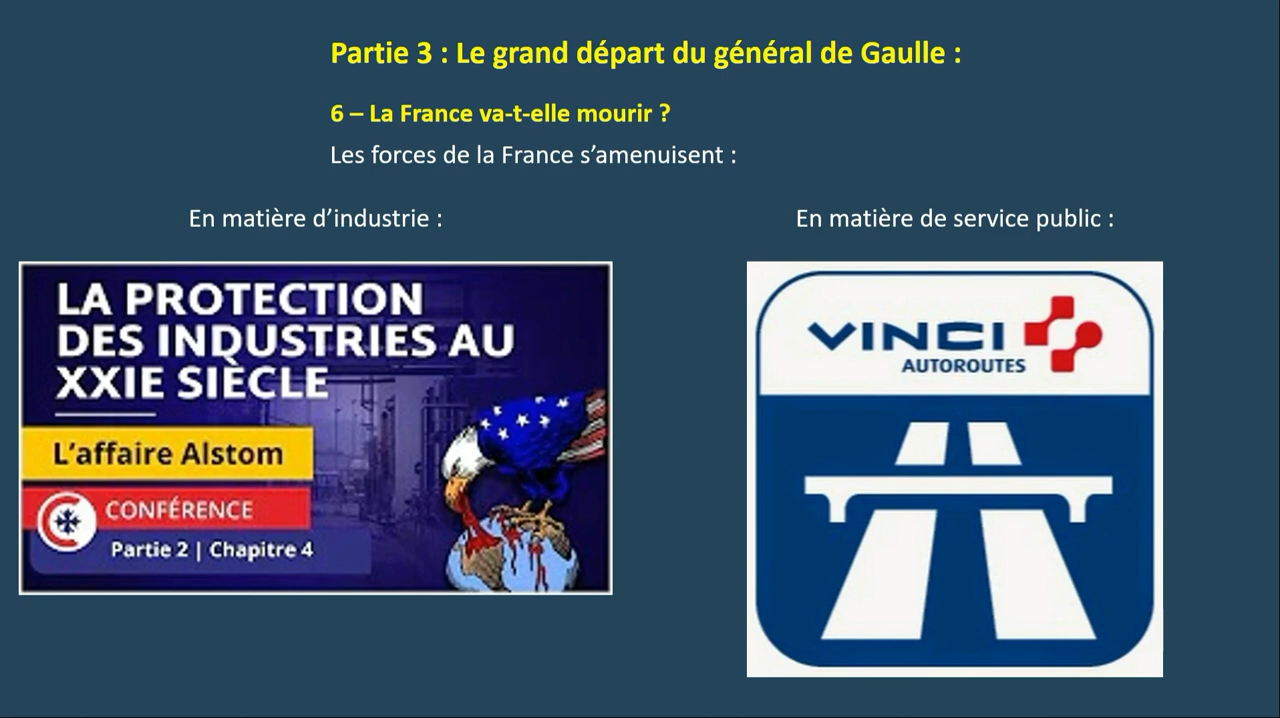 Partie 3 : Le grand départ du général de Gaulle :
6 – La France va-t-elle mourir ?
Les forces de la France s’amenuisent :
En matière d’industrie :
En matière de service public :
LA PROTECTION
DES INDUSTRIES AU
XXIE SIÈCLE
L’affaire Alstom
CONFÉRENCE
Partie 2 | Chapitre 4
VINCI
AUTOROUTES